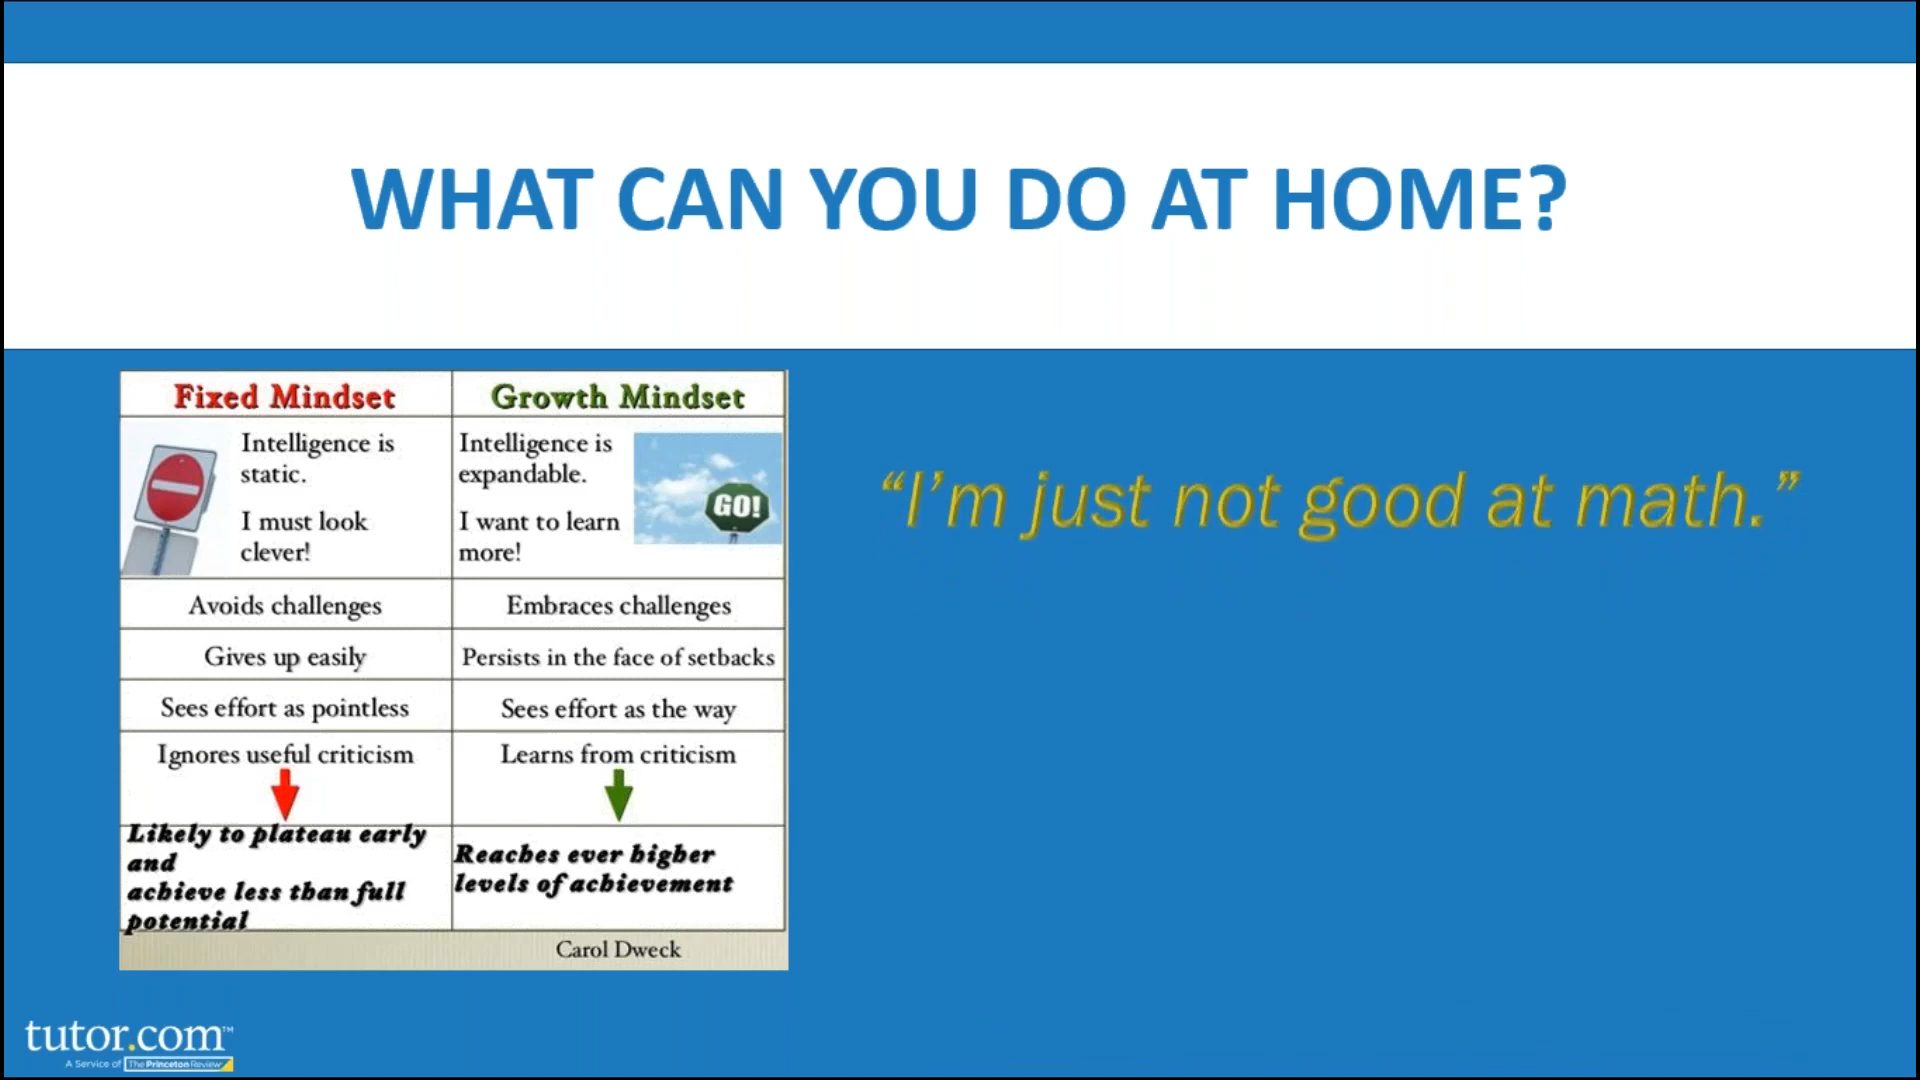 WHAT CAN YOU DO AT HOME?
Fixed Mindset
Growth Mindset
Intelligence is
static.
I must look
clever!
Intelligence is
expandable.
I want to learn
more!
GO!
Avoids challenges
Embraces challenges
Gives up easily
Persists in the face of setbacks
Sees effort as pointless
Sees effort as the way
Ignores useful criticism
Learns from criticism
Likely to plateau early
and
achieve less than full
potential
Reaches ever higher
levels of achievement
Carol Dweck
“I’m just not good at math.”
tutor.com™
A Service of The Princeton Review